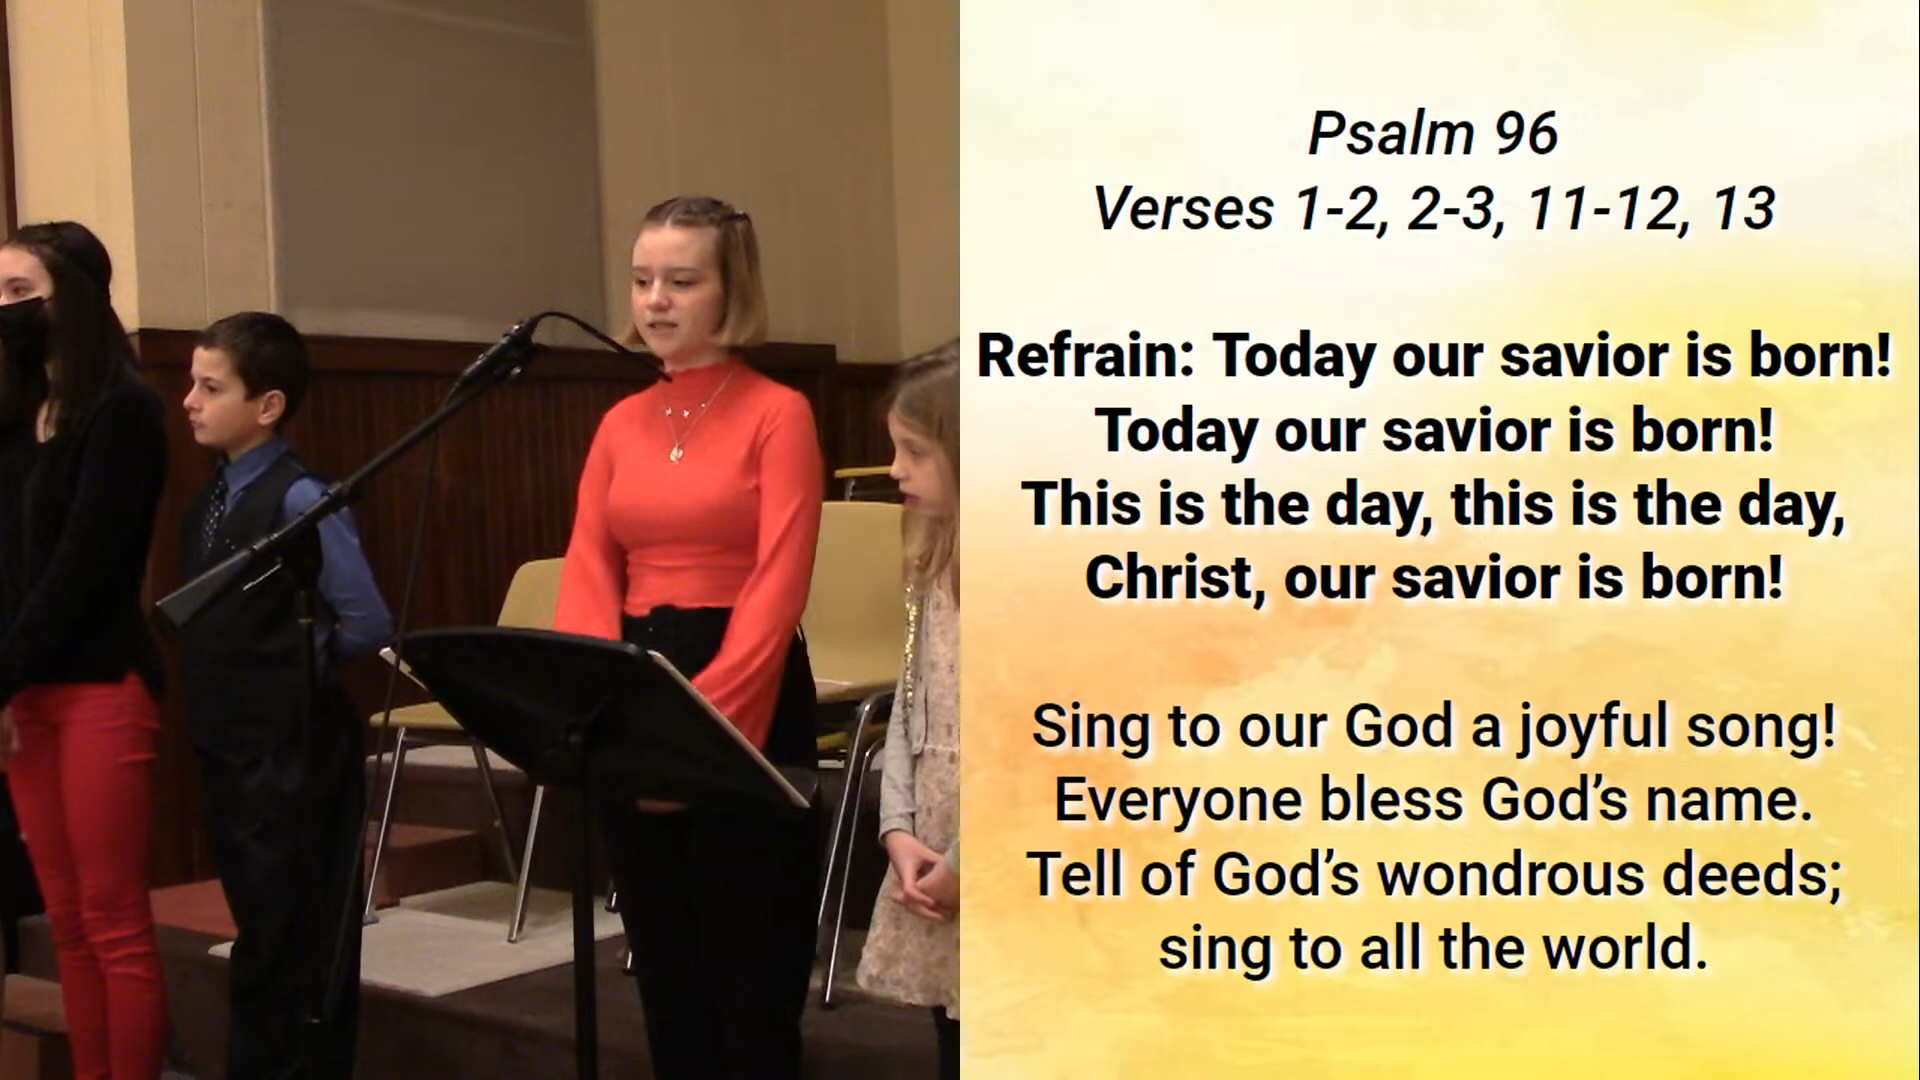 Psalm 96
Verses 1-2, 2-3, 11-12, 13
Refrain: Today our savior is born!
Today our savior is born!
This is the day, this is the day,
Christ, our savior is born!
Sing to our God a joyful song!
Everyone bless God’s name.
Tell of God’s wondrous deeds;
sing to all the world.